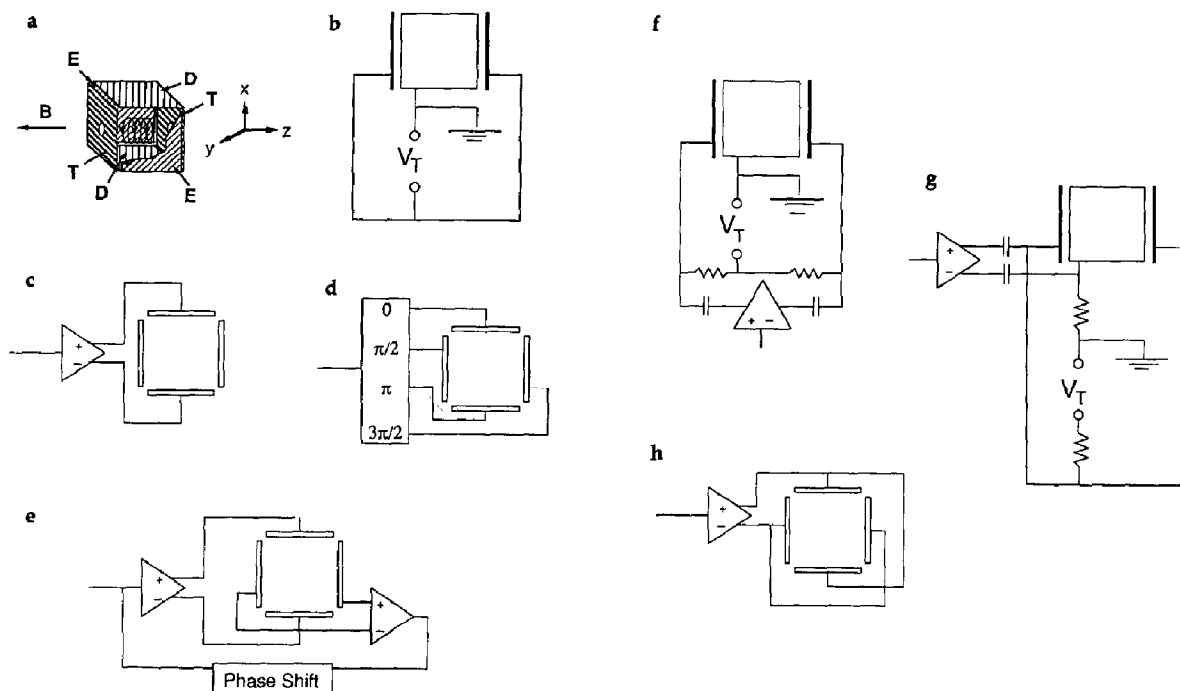 a
E
D
T
B
T
D
E
x
y
z
b
V_T
c
+
−
d
0
π/2
π
3π/2
e
+
−
+
−
Phase Shift
f
V_T
+ −
g
+
−
V_T
h
+
−